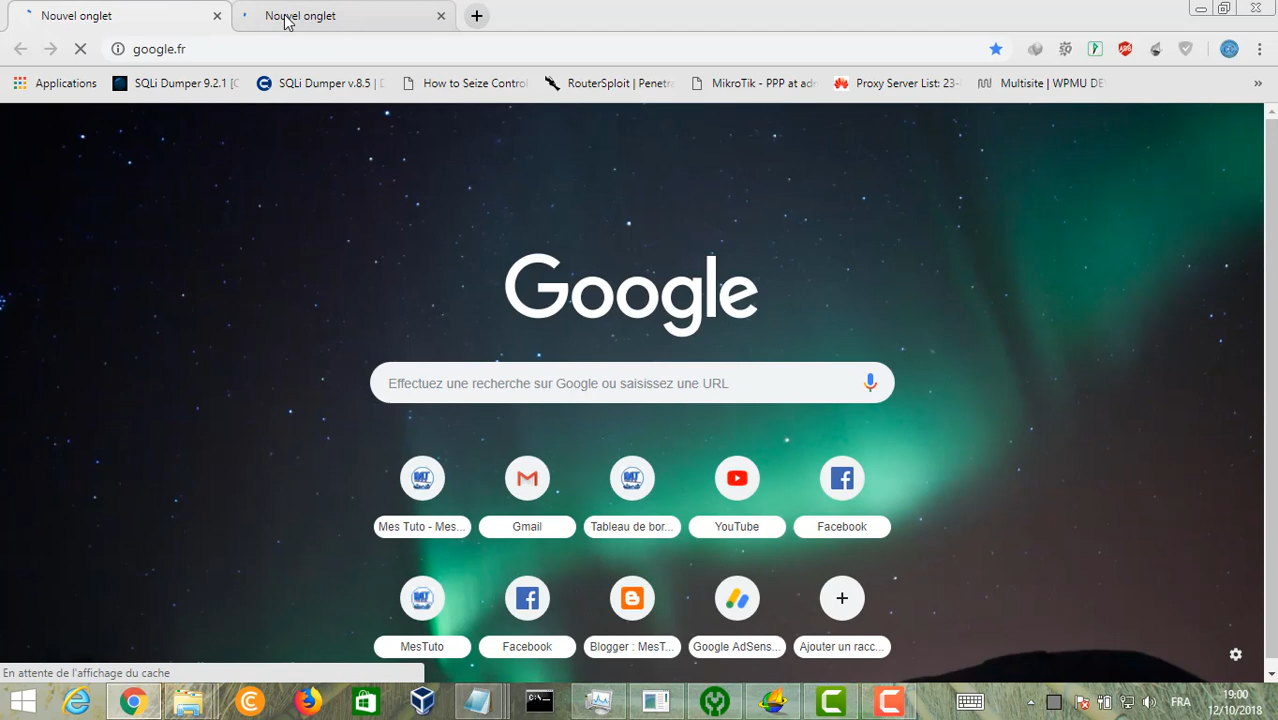 Nouvel onglet
Nouvel onglet
google.fr
Applications
SQLi Dumper 9.2.1 [C
SQLi Dumper v.8.5 | D
How to Seize Control
RouterSploit | Penetra
MikroTik - PPP at adr
Proxy Server List: 23-
Multisite | WPMU DE
»
Google
Effectuez une recherche sur Google ou saisissez une URL
Mes Tuto - Mes...
Gmail
Tableau de bor...
YouTube
Facebook
MesTuto
Facebook
Blogger : MesT...
Google AdSens...
Ajouter un racc...
En attente de l'affichage du cache
FRA
19:00
12/10/2018